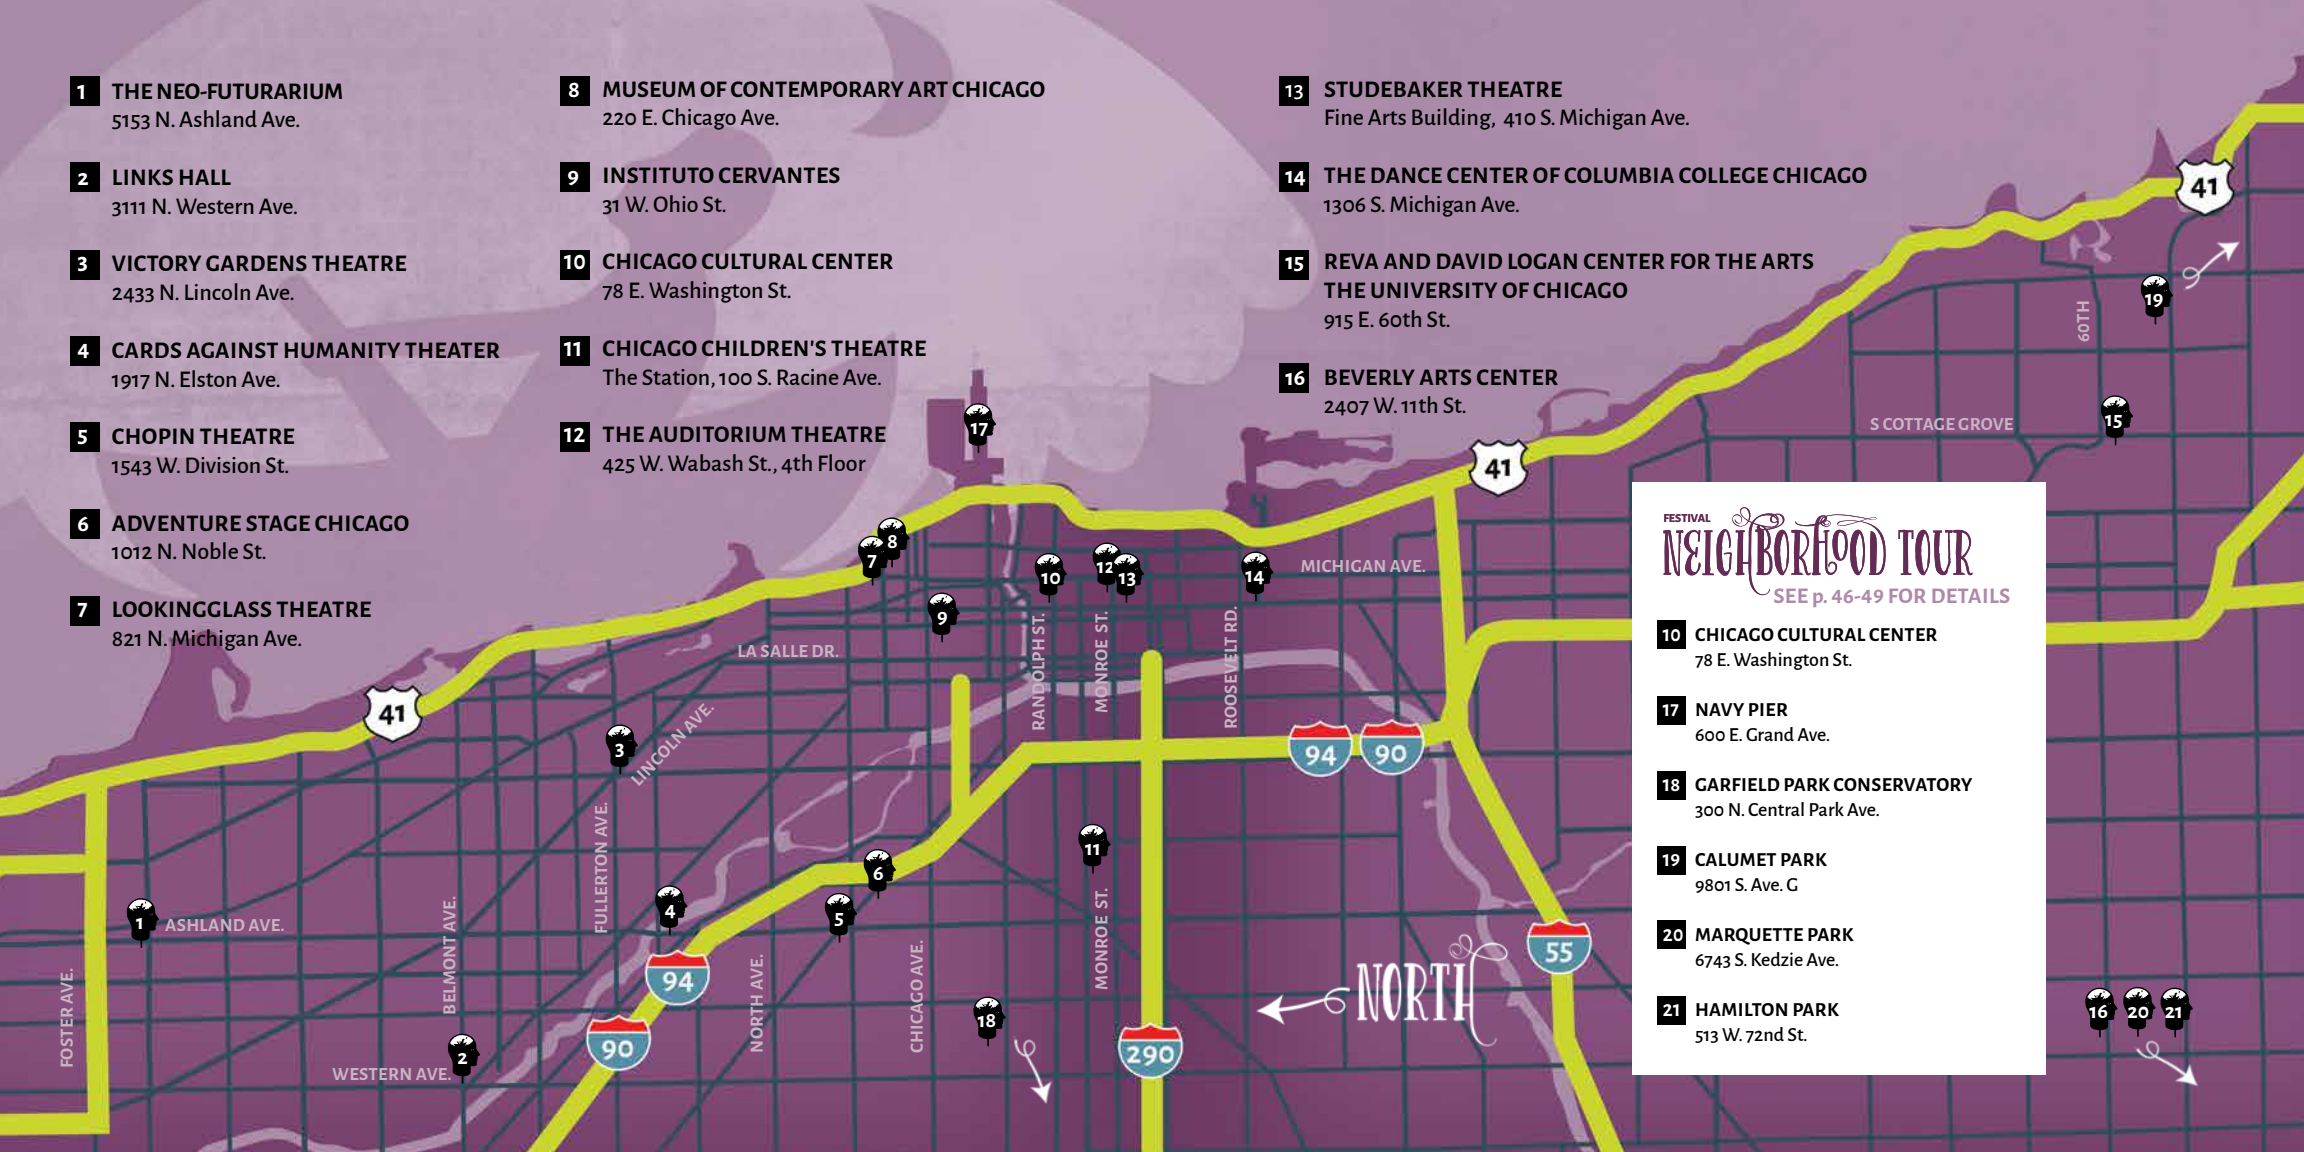 1 THE NEO-FUTURARIUM
5153 N. Ashland Ave.
2 LINKS HALL
3111 N. Western Ave.
3 VICTORY GARDENS THEATRE
2433 N. Lincoln Ave.
4 CARDS AGAINST HUMANITY THEATER
1917 N. Elston Ave.
5 CHOPIN THEATRE
1543 W. Division St.
6 ADVENTURE STAGE CHICAGO
1012 N. Noble St.
7 LOOKINGGLASS THEATRE
821 N. Michigan Ave.
8 MUSEUM OF CONTEMPORARY ART CHICAGO
220 E. Chicago Ave.
9 INSTITUTO CERVANTES
31 W. Ohio St.
10 CHICAGO CULTURAL CENTER
78 E. Washington St.
11 CHICAGO CHILDREN'S THEATRE
The Station, 100 S. Racine Ave.
12 THE AUDITORIUM THEATRE
425 W. Wabash St., 4th Floor
13 STUDEBAKER THEATRE
Fine Arts Building, 410 S. Michigan Ave.
14 THE DANCE CENTER OF COLUMBIA COLLEGE CHICAGO
1306 S. Michigan Ave.
15 REVA AND DAVID LOGAN CENTER FOR THE ARTS
THE UNIVERSITY OF CHICAGO
915 E. 60th St.
16 BEVERLY ARTS CENTER
2407 W. 11th St.
41
19
60TH
15
S COTTAGE GROVE
17
41
8
7
10
12
13
14
MICHIGAN AVE.
9
LA SALLE DR.
RANDOLPH ST.
MONROE ST.
ROOSEVELT RD.
41
3
LINCOLN AVE.
94
90
FULLERTON AVE.
11
6
4
5
1
ASHLAND AVE.
BELMONT AVE.
FOSTER AVE.
94
90
NORTH AVE.
CHICAGO AVE.
MONROE ST.
18
2
WESTERN AVE.
290
NORTH
55
16
20
21
FESTIVAL
NEIGHBORHOOD TOUR
SEE p. 46-49 FOR DETAILS
10 CHICAGO CULTURAL CENTER
78 E. Washington St.
17 NAVY PIER
600 E. Grand Ave.
18 GARFIELD PARK CONSERVATORY
300 N. Central Park Ave.
19 CALUMET PARK
9801 S. Ave. G
20 MARQUETTE PARK
6743 S. Kedzie Ave.
21 HAMILTON PARK
513 W. 72nd St.